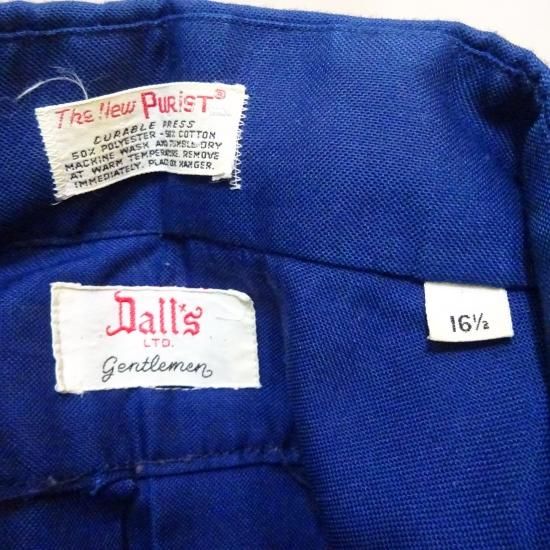 The New PURIST®
DURABLE PRESS
50% POLYESTER - 50% COTTON
MACHINE WASK AND TUMBLE DRY
AT WARM TEMPERATURE. REMOVE
IMMEDIATELY. PLACE ON HANGER.
Dall's
LTD.
Gentlemen
16½